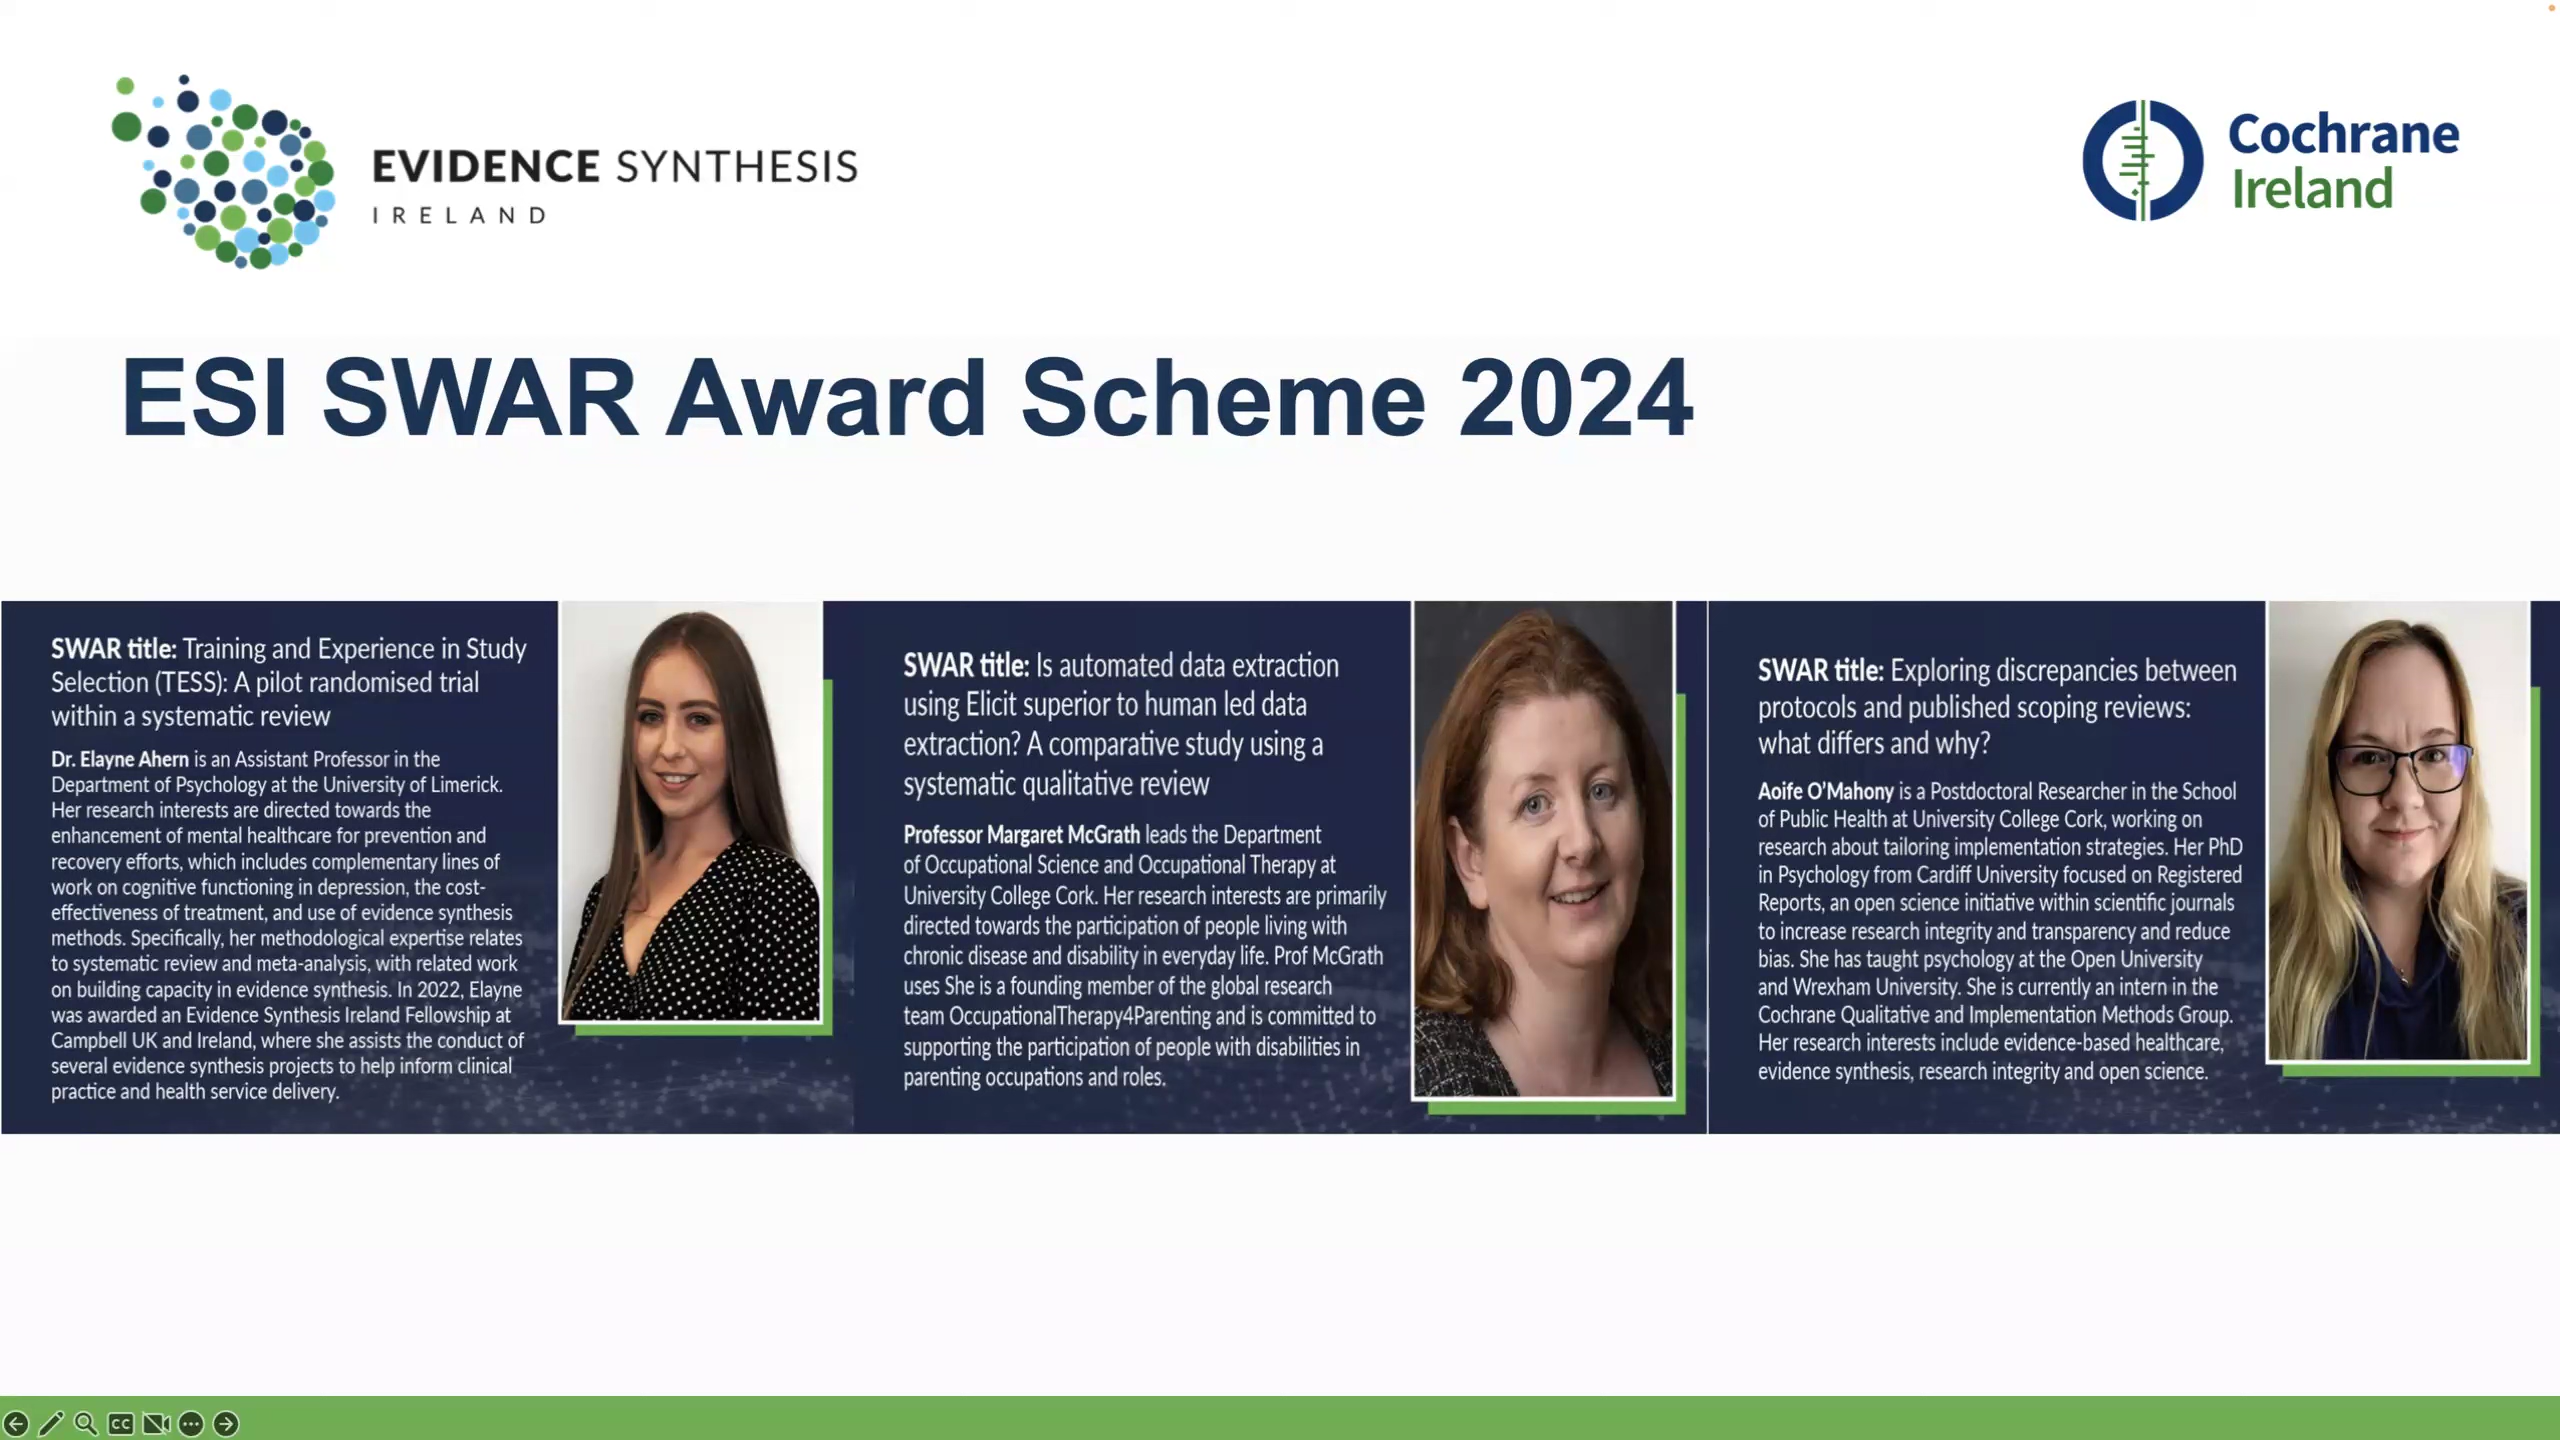 EVIDENCE SYNTHESIS
IRELAND
Cochrane
Ireland
ESI SWAR Award Scheme 2024
SWAR title: Training and Experience in Study
Selection (TESS): A pilot randomised trial
within a systematic review
Dr. Elayne Ahern is an Assistant Professor in the
Department of Psychology at the University of Limerick.
Her research interests are directed towards the
enhancement of mental healthcare for prevention and
recovery efforts, which includes complementary lines of
work on cognitive functioning in depression, the cost-
effectiveness of treatment, and use of evidence synthesis
methods. Specifically, her methodological expertise relates
to systematic review and meta-analysis, with related work
on building capacity in evidence synthesis. In 2022, Elayne
was awarded an Evidence Synthesis Ireland Fellowship at
Campbell UK and Ireland, where she assists the conduct of
several evidence synthesis projects to help inform clinical
practice and health service delivery.
SWAR title: Is automated data extraction
using Elicit superior to human led data
extraction? A comparative study using a
systematic qualitative review
Professor Margaret McGrath leads the Department
of Occupational Science and Occupational Therapy at
University College Cork. Her research interests are primarily
directed towards the participation of people living with
chronic disease and disability in everyday life. Prof McGrath
uses She is a founding member of the global research
team OccupationalTherapy4Parenting and is committed to
supporting the participation of people with disabilities in
parenting occupations and roles.
SWAR title: Exploring discrepancies between
protocols and published scoping reviews:
what differs and why?
Aoife O'Mahony is a Postdoctoral Researcher in the School
of Public Health at University College Cork, working on
research about tailoring implementation strategies. Her PhD
in Psychology from Cardiff University focused on Registered
Reports, an open science initiative within scientific journals
to increase research integrity and transparency and reduce
bias. She has taught psychology at the Open University
and Wrexham University. She is currently an intern in the
Cochrane Qualitative and Implementation Methods Group.
Her research interests include evidence-based healthcare,
evidence synthesis, research integrity and open science.
CC